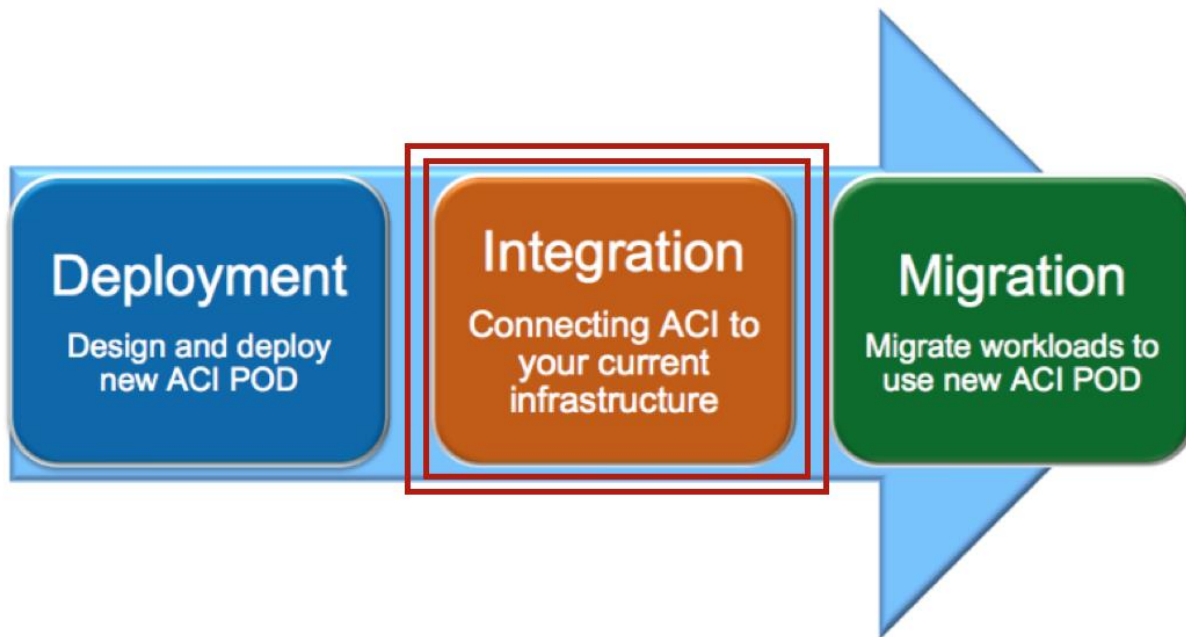 Deployment
Design and deploy
new ACI POD
Integration
Connecting ACI to
your current
infrastructure
Migration
Migrate workloads to
use new ACI POD